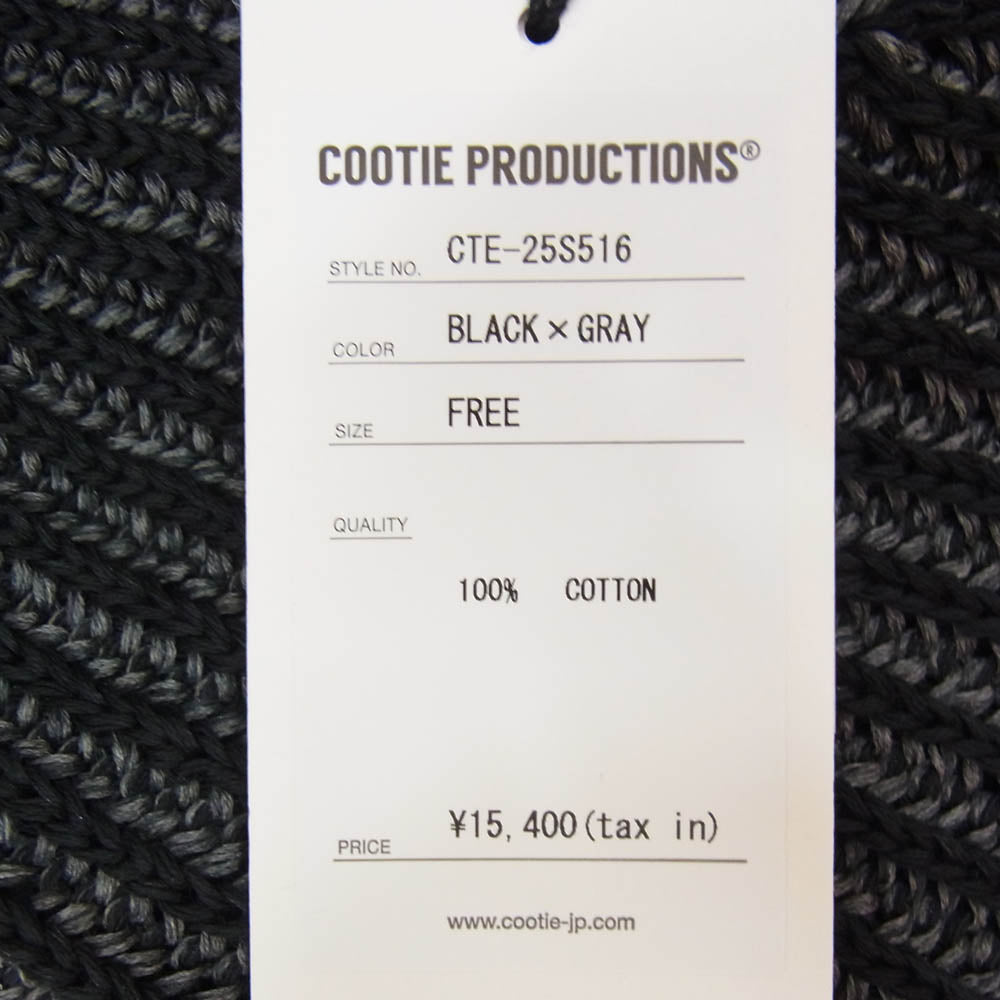 COOTIE PRODUCTIONS®
STYLE NO. CTE-25S516
COLOR BLACK×GRAY
SIZE FREE
QUALITY
100% COTTON
PRICE ¥15,400(tax in)
www.cootie-jp.com